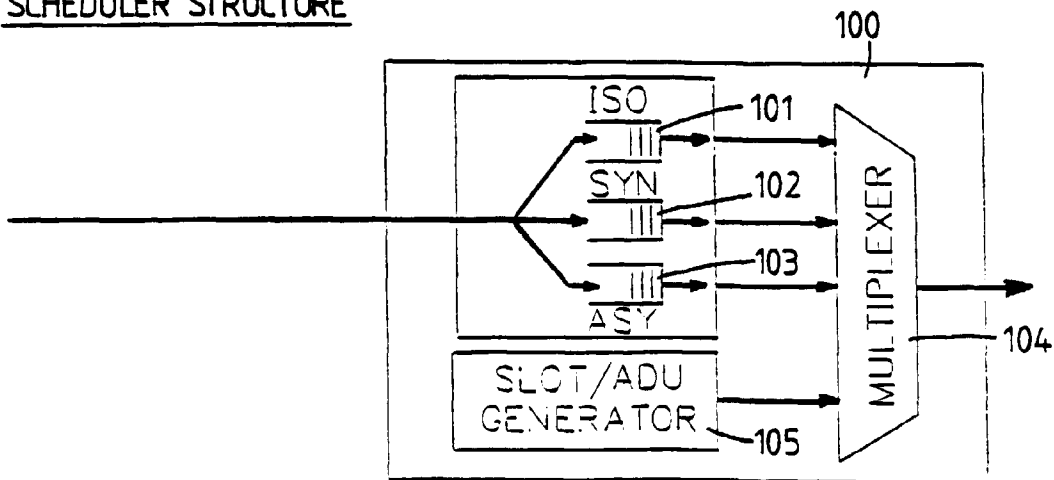 SCHEDULER STRUCTURE
100
ISO
101
SYN
102
103
ASY
MULTIPLEXER
104
SLOT/ADU
GENERATOR
105